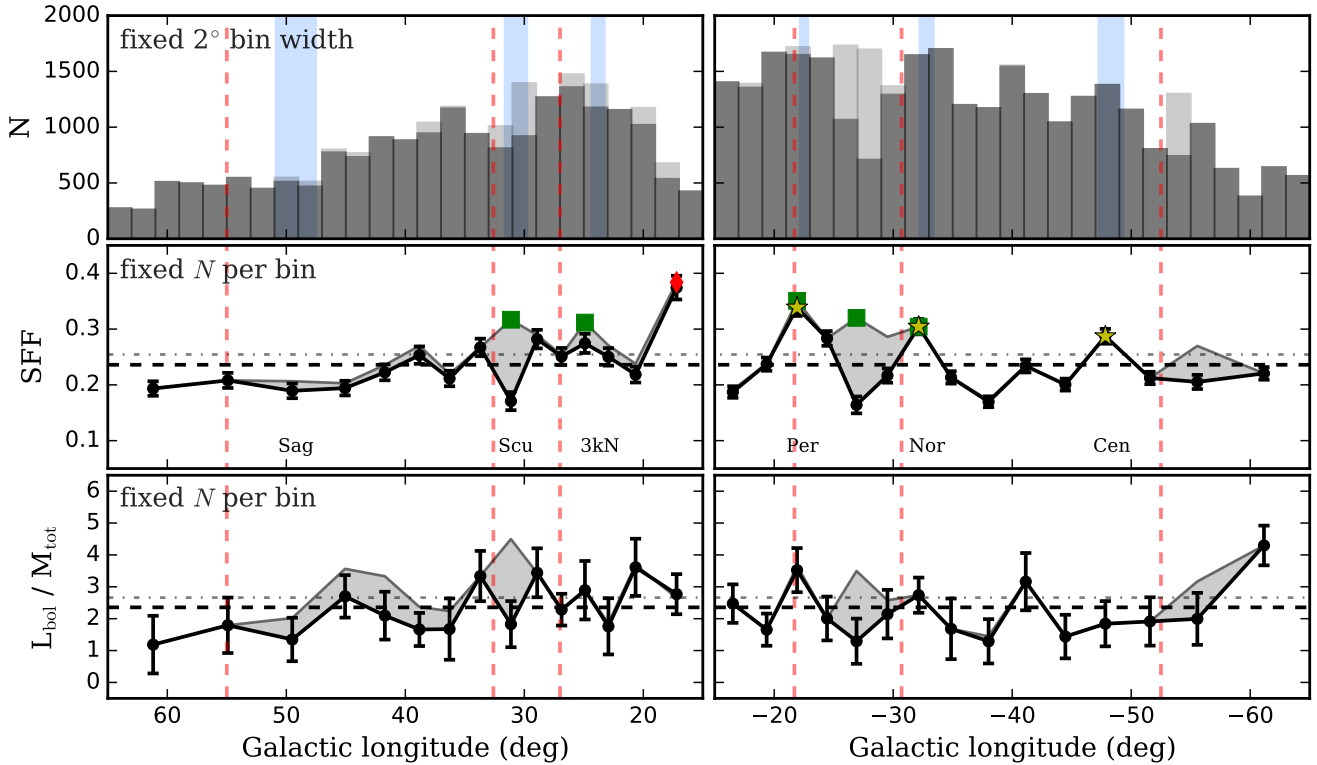 2000
1500
1000
500
0
N
fixed 2° bin width
0.4
0.3
0.2
0.1
SFF
fixed N per bin
Sag
Scu
3kN
Per
Nor
Cen
6
5
4
3
2
1
0
L_bol / M_tot
fixed N per bin
60
50
40
30
20
−20
−30
−40
−50
−60
Galactic longitude (deg)
Galactic longitude (deg)